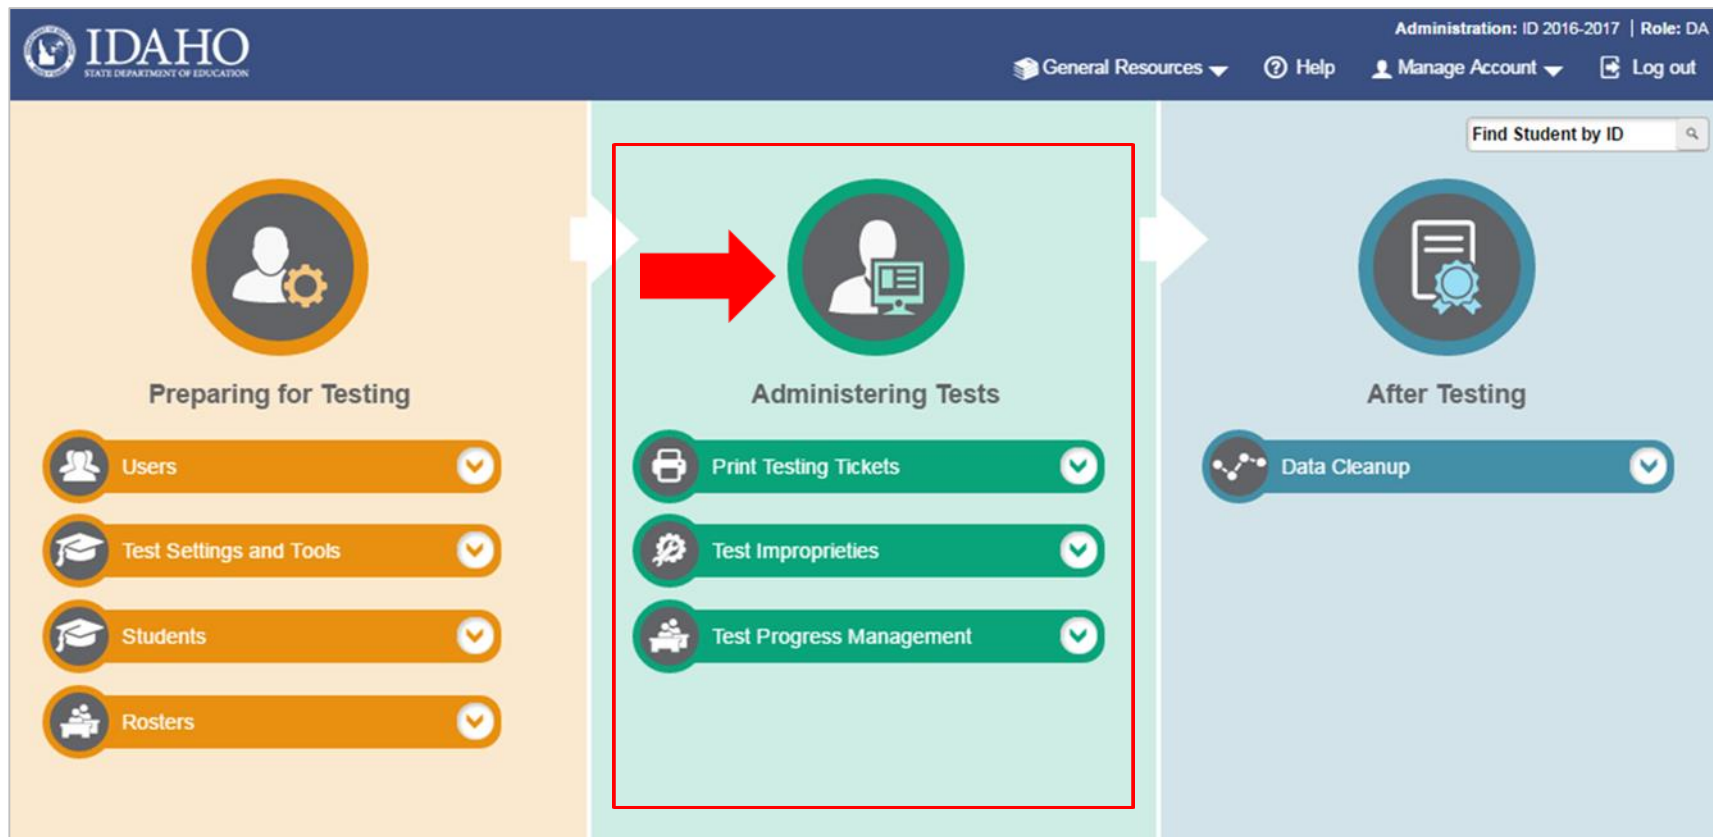 IDAHO
STATE DEPARTMENT OF EDUCATION
Administration: ID 2016-2017 | Role: DA
General Resources
Help
Manage Account
Log out
Find Student by ID
Preparing for Testing
Users
Test Settings and Tools
Students
Rosters
Administering Tests
Print Testing Tickets
Test Improprieties
Test Progress Management
After Testing
Data Cleanup